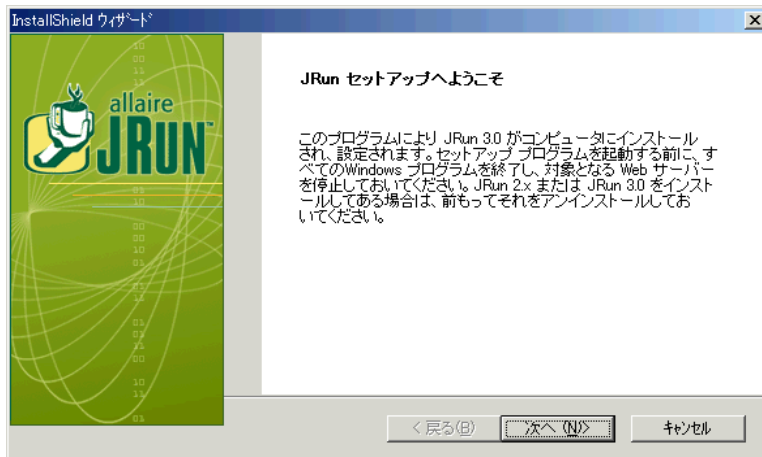 InstallShield ウィザード
allaire
JRUN
JRun セットアップへようこそ
このプログラムにより JRun 3.0 がコンピュータにインストール
され、設定されます。セットアップ プログラムを起動する前に、す
べてのWindows プログラムを終了し、対象となる Web サーバー
を停止しておいてください。JRun 2.x または JRun 3.0 をインスト
ールしてある場合は、前もってそれをアンインストールしてお
いてください。
< 戻る(B)
次へ (N)>
キャンセル